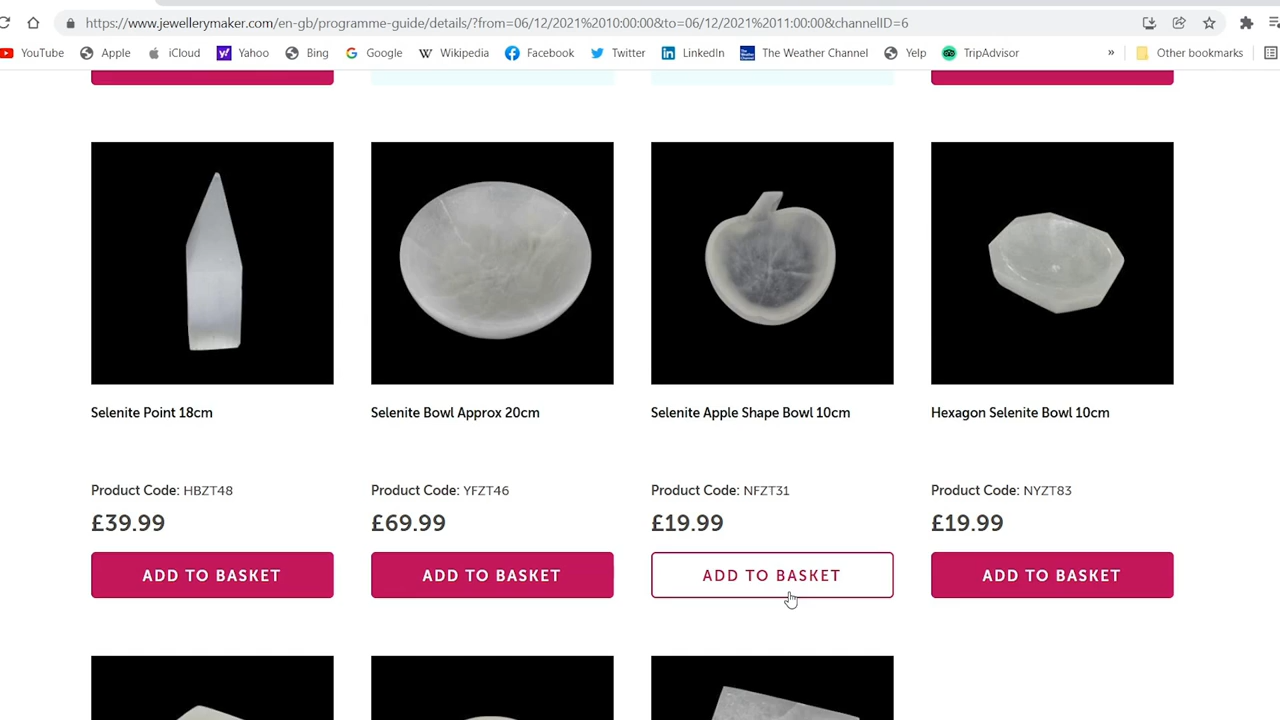 https://www.jewellerymaker.com/en-gb/programme-guide/details/?from=06/12/2021%2010:00:00&to=06/12/2021%2011:00:00&channelID=6
YouTube Apple iCloud Yahoo Bing Google Wikipedia Facebook Twitter LinkedIn The Weather Channel Yelp TripAdvisor » Other bookmarks
Selenite Point 18cm
Selenite Bowl Approx 20cm
Selenite Apple Shape Bowl 10cm
Hexagon Selenite Bowl 10cm
Product Code: HBZT48
Product Code: YFZT46
Product Code: NFZT31
Product Code: NYZT83
£39.99
£69.99
£19.99
£19.99
ADD TO BASKET
ADD TO BASKET
ADD TO BASKET
ADD TO BASKET